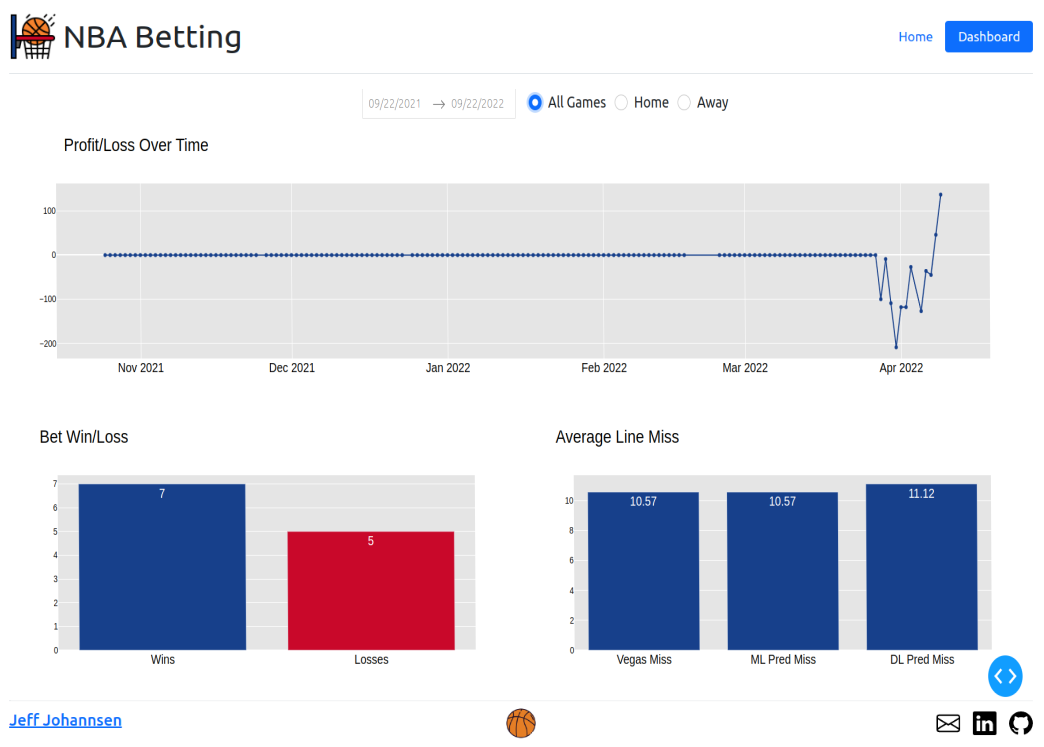 NBA Betting
Home Dashboard
09/22/2021 → 09/22/2022 All Games Home Away
Profit/Loss Over Time
100
0
−100
−200
Nov 2021 Dec 2021 Jan 2022 Feb 2022 Mar 2022 Apr 2022
Bet Win/Loss
7
6
5
4
3
2
1
0
7
5
Wins Losses
Average Line Miss
10
8
6
4
2
0
10.57 10.57 11.12
Vegas Miss ML Pred Miss DL Pred Miss
Jeff Johannsen
in